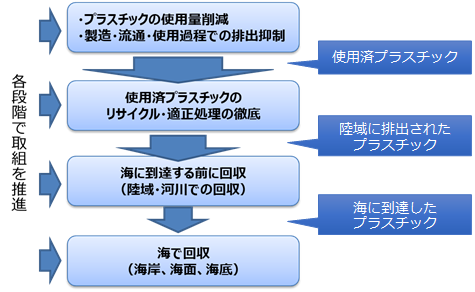 ・プラスチックの使用量削減
・製造・流通・使用過程での排出抑制
使用済プラスチック
使用済プラスチックの
リサイクル・適正処理の徹底
陸域に排出された
プラスチック
海に到達する前に回収
（陸域・河川での回収）
海に到達した
プラスチック
海で回収
（海岸、海面、海底）
各段階で取組を推進